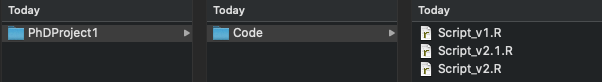 Today
PhDProject1
Today
Code
Today
Script_v1.R
Script_v2.1.R
Script_v2.R